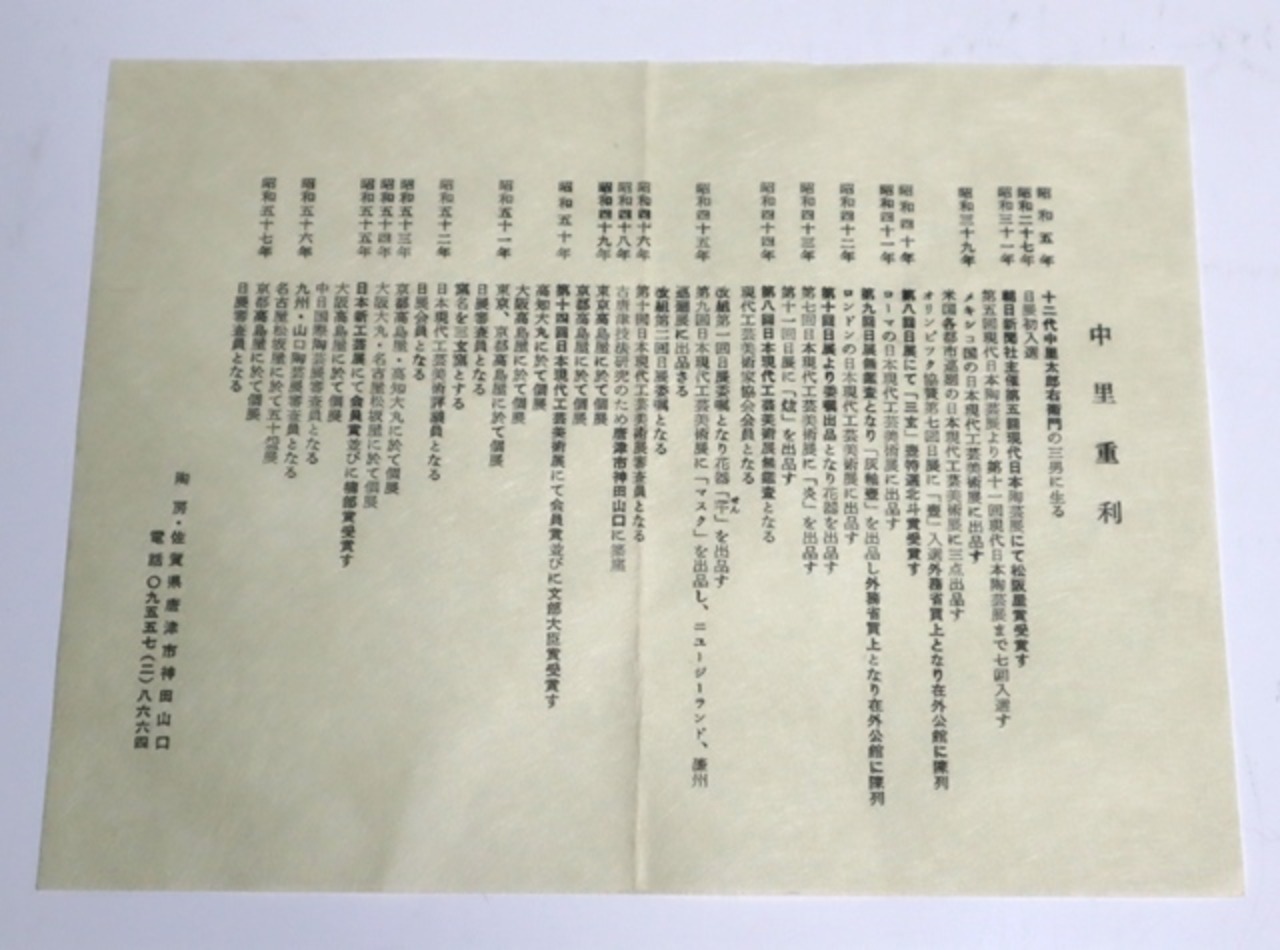 中里重利
昭和五年 十二代中里太郎右衛門の三男に生る
昭和二十七年 日展初入選
昭和三十一年 朝日新聞社主催第五回現代日本陶芸展にて松阪屋賞受賞す
第五回現代日本陶芸展より第十一回現代日本陶芸展まで七回入選す
昭和三十九年 メキシコ国の日本現代工芸美術展に出品す
米国各都市巡廻の日本現代工芸美術展に三点出品す
オリンピック協賛第七回日展に「壺」入選外務省買上となり在外公館に陳列
昭和四十年 第八回日展にて「三玄」壺特選北斗賞受賞す
昭和四十一年 ローマの日本現代工芸美術展に出品す
第九回日展無鑑査となり「灰釉壺」を出品し外務省買上となり在外公館に陳列
昭和四十二年 ロンドンの日本現代工芸美術展に出品す
第十回日展より委嘱出品となり花器を出品す
昭和四十三年 第七回日本現代工芸美術展に「炎」を出品す
第十一回日展に「炫」を出品す
昭和四十四年 第八回日本現代工芸美術展無鑑査となる
現代工芸美術家協会会員となる
改組第一回日展委嘱となり花器「 」を出品す
せん
昭和四十五年 第九回日本現代工芸美術展に「マスク」を出品し、ニュージーランド、濠州
巡廻展に出品さる
改組第二回日展委嘱となる
昭和四十六年 第十回日本現代工芸美術展審査員となる
昭和四十八年 古唐津技法研究のため唐津市神田山口に築窯
昭和四十九年 東京高島屋に於て個展
京都高島屋に於て個展
昭和五十年 第十四回日本現代工芸美術展にて会員賞並びに文部大臣賞受賞す
高知大丸に於て個展
大阪高島屋に於て個展
昭和五十一年 東京、京都高島屋に於て個展
日展審査員となる
窯名を三玄窯とする
昭和五十二年 日本現代工芸美術評議員となる
日展会員となる
昭和五十三年 京都高島屋・高知大丸に於て個展
昭和五十四年 大阪大丸・名古屋松坂屋に於て個展
昭和五十五年 日本新工芸展にて会員賞並びに楠部賞受賞す
大阪高島屋に於て個展
中日国際陶芸展審査員となる
昭和五十六年 九州・山口陶芸展審査員となる
名古屋松坂屋に於て五十盌展
昭和五十七年 京都高島屋に於て個展
日展審査員となる
陶房・佐賀県唐津市神田山口
電話〇九五五七(二)八六六四